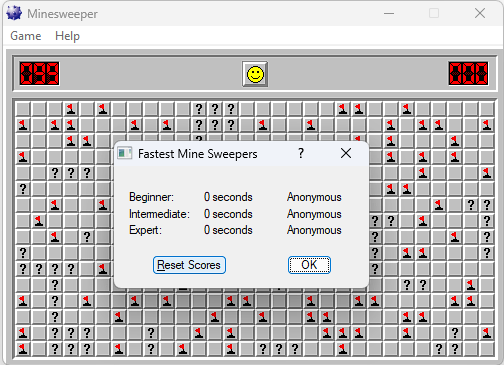 Minesweeper
Game Help
Fastest Mine Sweepers ?
Beginner: 0 seconds Anonymous
Intermediate: 0 seconds Anonymous
Expert: 0 seconds Anonymous
Reset Scores OK